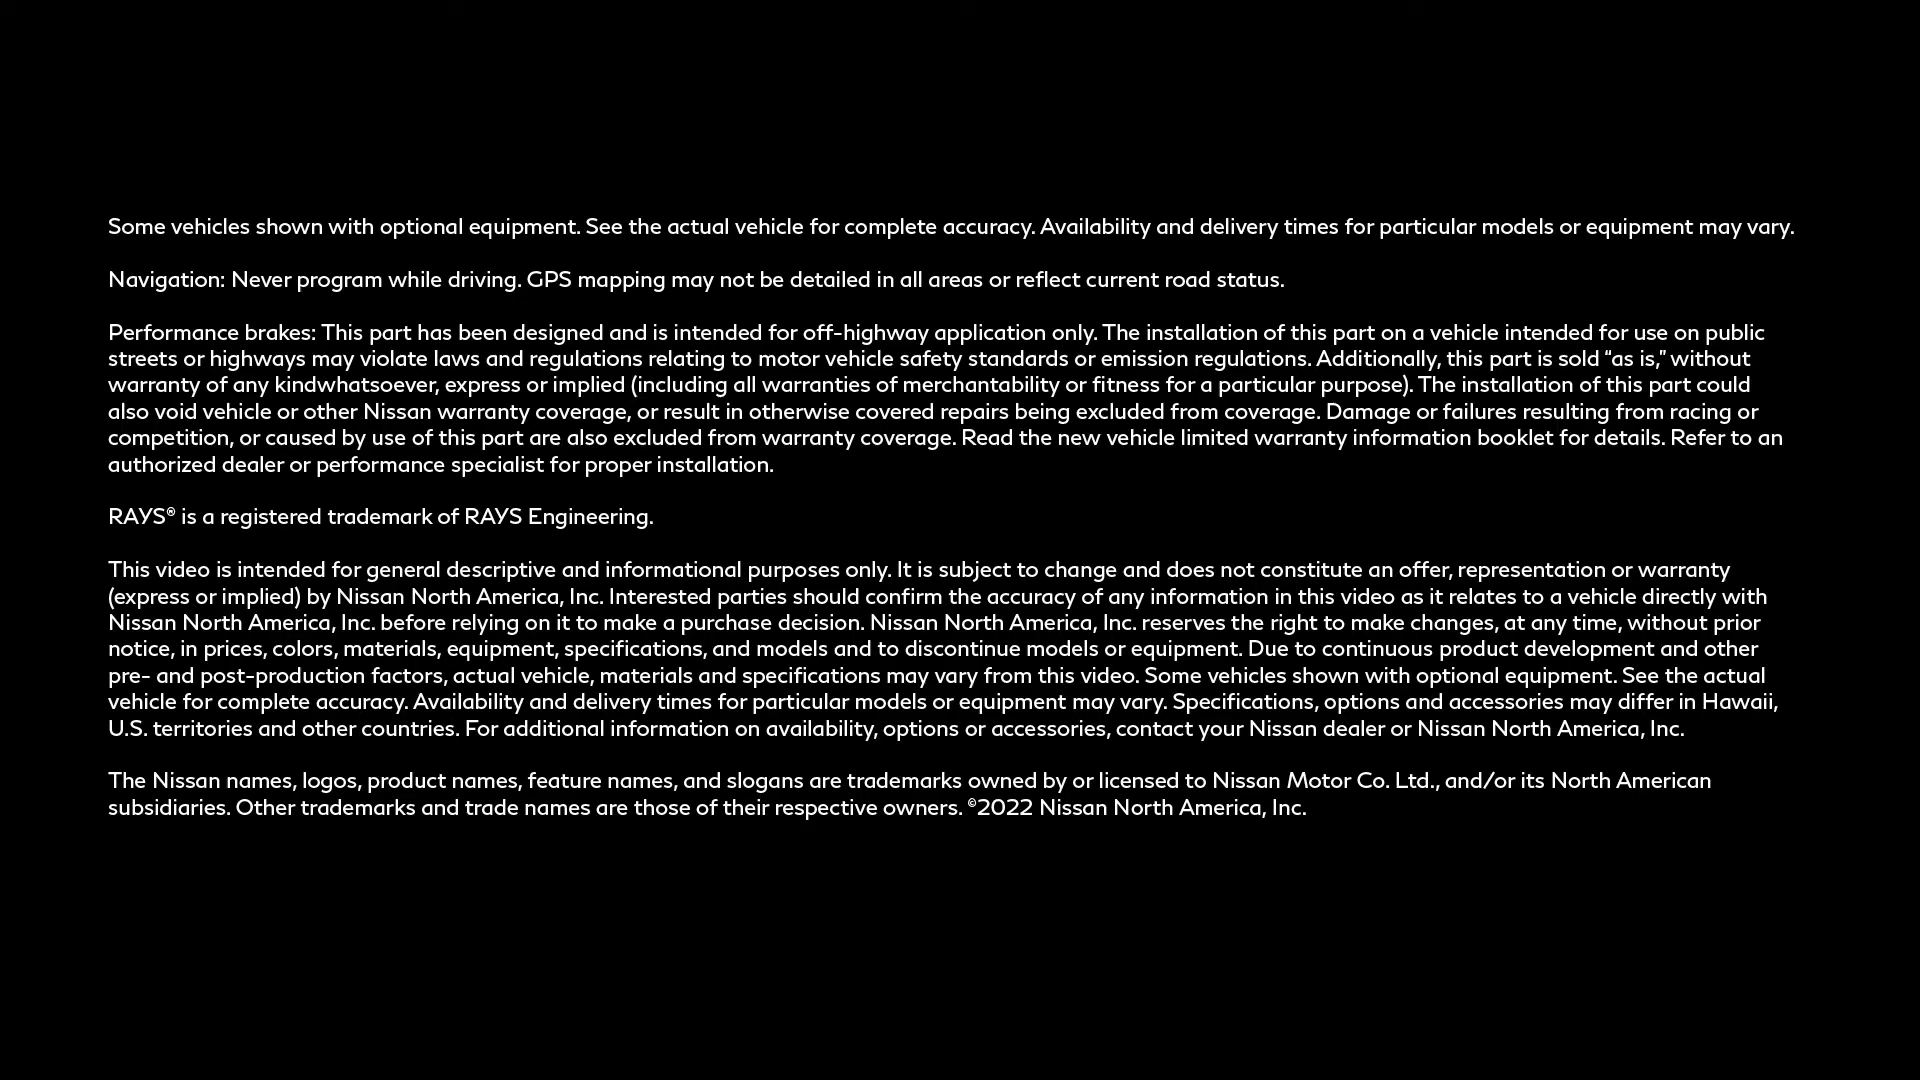 Some vehicles shown with optional equipment. See the actual vehicle for complete accuracy. Availability and delivery times for particular models or equipment may vary.
Navigation: Never program while driving. GPS mapping may not be detailed in all areas or reflect current road status.
Performance brakes: This part has been designed and is intended for off-highway application only. The installation of this part on a vehicle intended for use on public
streets or highways may violate laws and regulations relating to motor vehicle safety standards or emission regulations. Additionally, this part is sold “as is,” without
warranty of any kindwhatsoever, express or implied (including all warranties of merchantability or fitness for a particular purpose). The installation of this part could
also void vehicle or other Nissan warranty coverage, or result in otherwise covered repairs being excluded from coverage. Damage or failures resulting from racing or
competition, or caused by use of this part are also excluded from warranty coverage. Read the new vehicle limited warranty information booklet for details. Refer to an
authorized dealer or performance specialist for proper installation.
RAYS® is a registered trademark of RAYS Engineering.
This video is intended for general descriptive and informational purposes only. It is subject to change and does not constitute an offer, representation or warranty
(express or implied) by Nissan North America, Inc. Interested parties should confirm the accuracy of any information in this video as it relates to a vehicle directly with
Nissan North America, Inc. before relying on it to make a purchase decision. Nissan North America, Inc. reserves the right to make changes, at any time, without prior
notice, in prices, colors, materials, equipment, specifications, and models and to discontinue models or equipment. Due to continuous product development and other
pre- and post-production factors, actual vehicle, materials and specifications may vary from this video. Some vehicles shown with optional equipment. See the actual
vehicle for complete accuracy. Availability and delivery times for particular models or equipment may vary. Specifications, options and accessories may differ in Hawaii,
U.S. territories and other countries. For additional information on availability, options or accessories, contact your Nissan dealer or Nissan North America, Inc.
The Nissan names, logos, product names, feature names, and slogans are trademarks owned by or licensed to Nissan Motor Co. Ltd., and/or its North American
subsidiaries. Other trademarks and trade names are those of their respective owners. ©2022 Nissan North America, Inc.